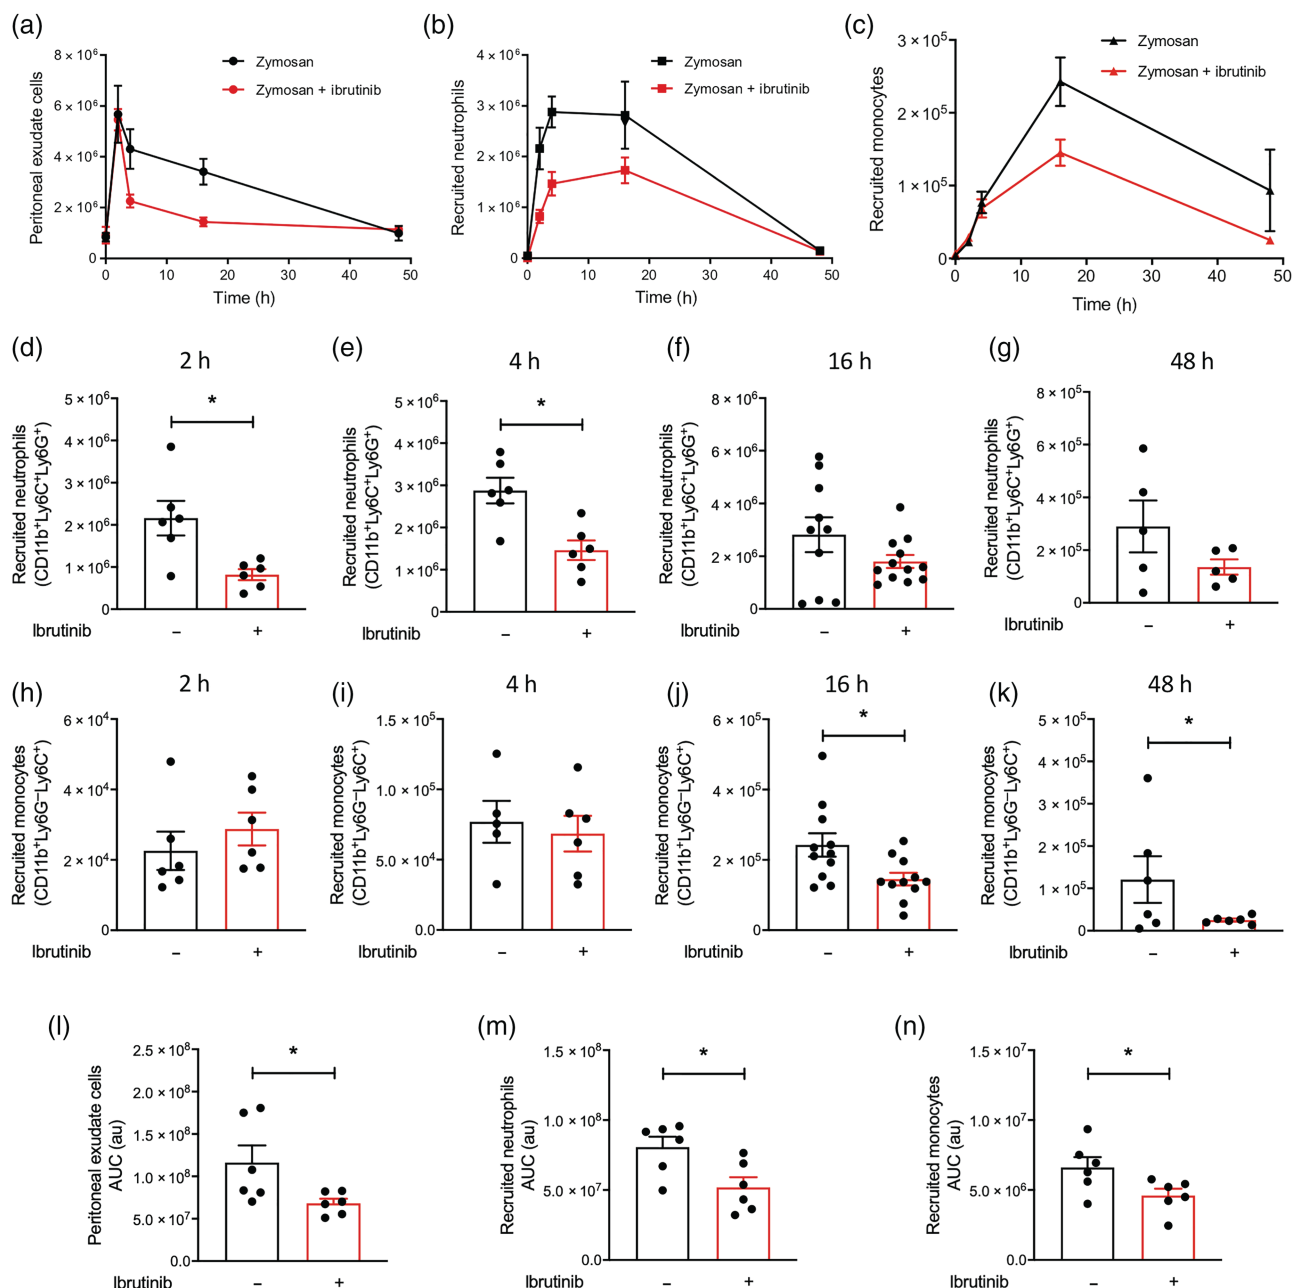 (a)
Peritoneal exudate cells
8 × 10⁶
6 × 10⁶
4 × 10⁶
2 × 10⁶
0
0 10 20 30 40 50
Time (h)
Zymosan
Zymosan + ibrutinib
(b)
Recruited neutrophils
4 × 10⁶
3 × 10⁶
2 × 10⁶
1 × 10⁶
0
0 10 20 30 40 50
Time (h)
Zymosan
Zymosan + ibrutinib
(c)
Recruited monocytes
3 × 10⁵
2 × 10⁵
1 × 10⁵
0
0 10 20 30 40 50
Time (h)
Zymosan
Zymosan + ibrutinib
(d)
2 h
Recruited neutrophils
(CD11b⁺Ly6C⁺Ly6G⁺)
5 × 10⁶
4 × 10⁶
3 × 10⁶
2 × 10⁶
1 × 10⁶
0
*
Ibrutinib – +
(e)
4 h
Recruited neutrophils
(CD11b⁺Ly6C⁺Ly6G⁺)
5 × 10⁶
4 × 10⁶
3 × 10⁶
2 × 10⁶
1 × 10⁶
0
*
Ibrutinib – +
(f)
16 h
Recruited neutrophils
(CD11b⁺Ly6C⁺Ly6G⁺)
8 × 10⁶
6 × 10⁶
4 × 10⁶
2 × 10⁶
0
Ibrutinib – +
(g)
48 h
Recruited neutrophils
(CD11b⁺Ly6C⁺Ly6G⁺)
8 × 10⁵
6 × 10⁵
4 × 10⁵
2 × 10⁵
0
Ibrutinib – +
(h)
2 h
Recruited monocytes
(CD11b⁺Ly6G⁻Ly6C⁺)
6 × 10⁴
4 × 10⁴
2 × 10⁴
0
Ibrutinib – +
(i)
4 h
Recruited monocytes
(CD11b⁺Ly6G⁻Ly6C⁺)
1.5 × 10⁵
1.0 × 10⁵
5.0 × 10⁴
0.0
Ibrutinib – +
(j)
16 h
Recruited monocytes
(CD11b⁺Ly6G⁻Ly6C⁺)
6 × 10⁵
4 × 10⁵
2 × 10⁵
0
*
Ibrutinib – +
(k)
48 h
Recruited monocytes
(CD11b⁺Ly6G⁻Ly6C⁺)
5 × 10⁵
4 × 10⁵
3 × 10⁵
2 × 10⁵
1 × 10⁵
0
*
Ibrutinib – +
(l)
Peritoneal exudate cells
AUC (au)
2.5 × 10⁸
2.0 × 10⁸
1.5 × 10⁸
1.0 × 10⁸
5.0 × 10⁷
0.0
*
Ibrutinib – +
(m)
Recruited neutrophils
AUC (au)
1.5 × 10⁸
1.0 × 10⁸
5.0 × 10⁷
0.0
*
Ibrutinib – +
(n)
Recruited monocytes
AUC (au)
1.5 × 10⁷
1.0 × 10⁷
5.0 × 10⁶
0.0
*
Ibrutinib – +